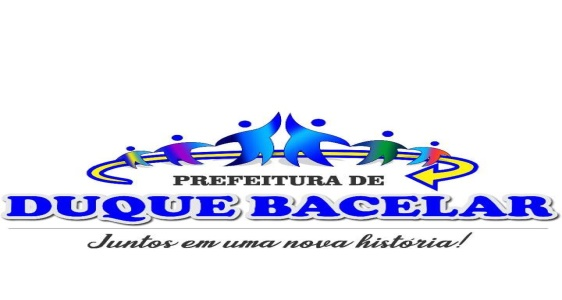 PREFEITURA DE
DUQUE BACELAR
Juntos em uma nova história!